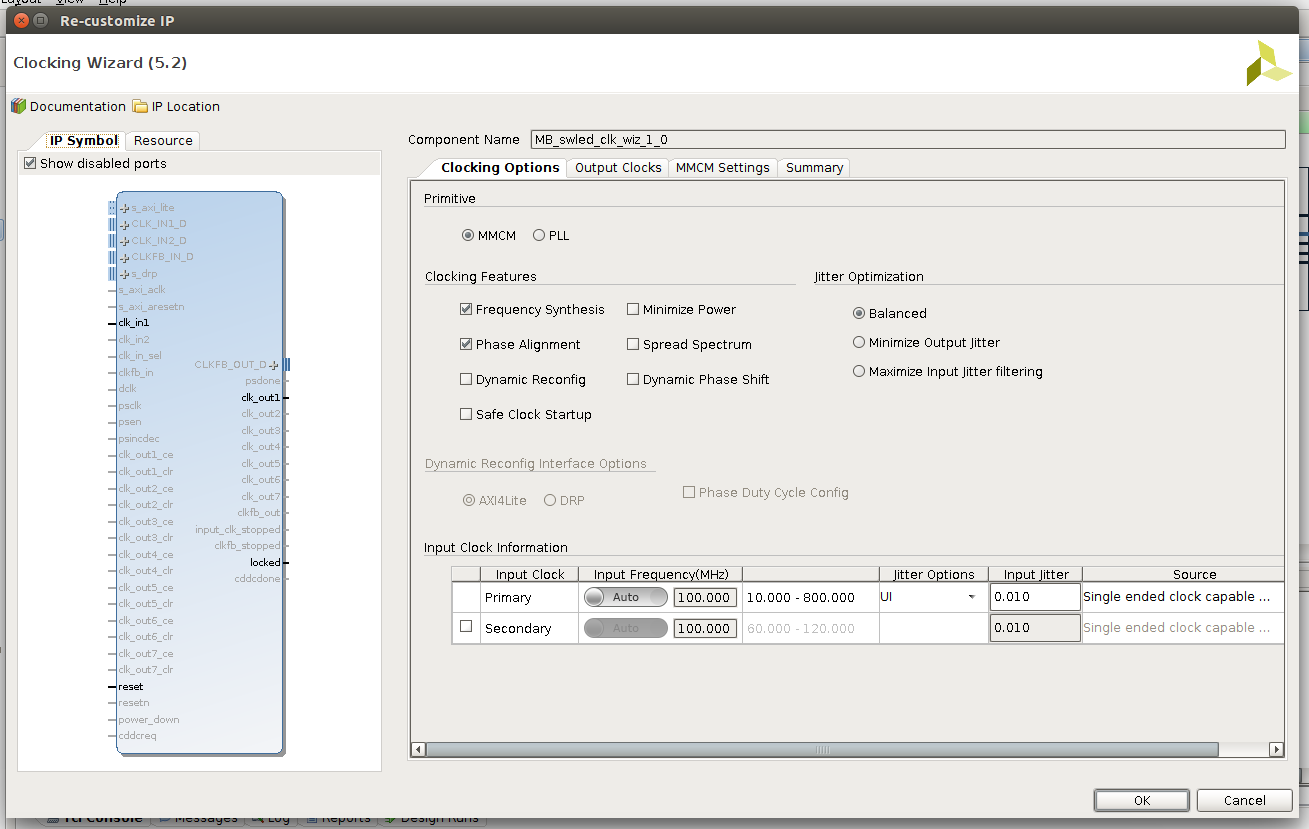 Layout View Help
Re-customize IP
Clocking Wizard (5.2)
Documentation IP Location
IP Symbol Resource
Show disabled ports
s_axi_lite
CLK_IN1_D
CLK_IN2_D
CLKFB_IN_D
s_drp
s_axi_aclk
s_axi_aresetn
clk_in1
clk_in2
clk_in_sel
clkfb_in
dclk
psclk
psen
psincdec
clk_out1_ce
clk_out1_clr
clk_out2_ce
clk_out2_clr
clk_out3_ce
clk_out3_clr
clk_out4_ce
clk_out4_clr
clk_out5_ce
clk_out5_clr
clk_out6_ce
clk_out6_clr
clk_out7_ce
clk_out7_clr
reset
resetn
power_down
cddcreq
CLKFB_OUT_D
psdone
clk_out1
clk_out2
clk_out3
clk_out4
clk_out5
clk_out6
clk_out7
clkfb_out
input_clk_stopped
clkfb_stopped
locked
cddcdone
Component Name MB_swled_clk_wiz_1_0
Clocking Options Output Clocks MMCM Settings Summary
Primitive
MMCM PLL
Clocking Features
Frequency Synthesis Minimize Power
Phase Alignment Spread Spectrum
Dynamic Reconfig Dynamic Phase Shift
Safe Clock Startup
Jitter Optimization
Balanced
Minimize Output Jitter
Maximize Input Jitter filtering
Dynamic Reconfig Interface Options
AXI4Lite DRP Phase Duty Cycle Config
Input Clock Information
Input Clock Input Frequency(MHz) Jitter Options Input Jitter Source
Primary Auto 100.000 10.000 - 800.000 UI 0.010 Single ended clock capable ...
Secondary Auto 100.000 60.000 - 120.000 0.010 Single ended clock capable ...
OK Cancel
Tcl Console Messages Log Reports Design Runs